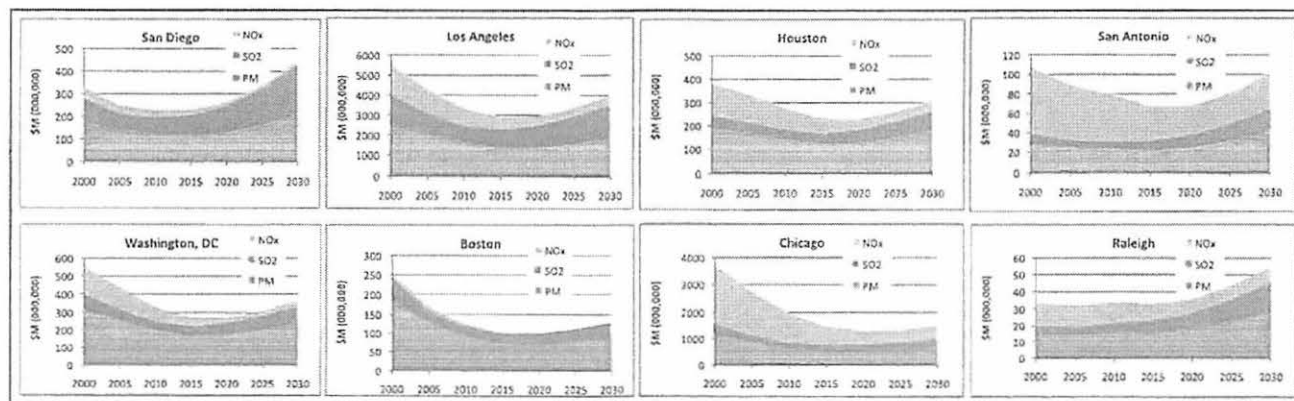 San Diego
NOx
SO2
PM
$M (000,000)
500
400
300
200
100
0
2000 2005 2010 2015 2020 2025 2030
Los Angeles
NOx
SO2
PM
$M (000,000)
6000
5000
4000
3000
2000
1000
0
2000 2005 2010 2015 2020 2025 2030
Houston
NOx
SO2
PM
$M (000,000)
500
400
300
200
100
0
2000 2005 2010 2015 2020 2025 2030
San Antonio
NOx
SO2
PM
$M (000,000)
120
100
80
60
40
20
0
2000 2005 2010 2015 2020 2025 2030
Washington, DC
NOx
SO2
PM
$M (000,000)
600
500
400
300
200
100
0
2000 2005 2010 2015 2020 2025 2030
Boston
NOx
SO2
PM
$M (000,000)
300
250
200
150
100
50
0
2000 2005 2010 2015 2020 2025 2030
Chicago
NOx
SO2
PM
$M (000,000)
4000
3000
2000
1000
0
2000 2005 2010 2015 2020 2025 2030
Raleigh
NOx
SO2
PM
$M (000,000)
60
50
40
30
20
10
0
2000 2005 2010 2015 2020 2025 2030